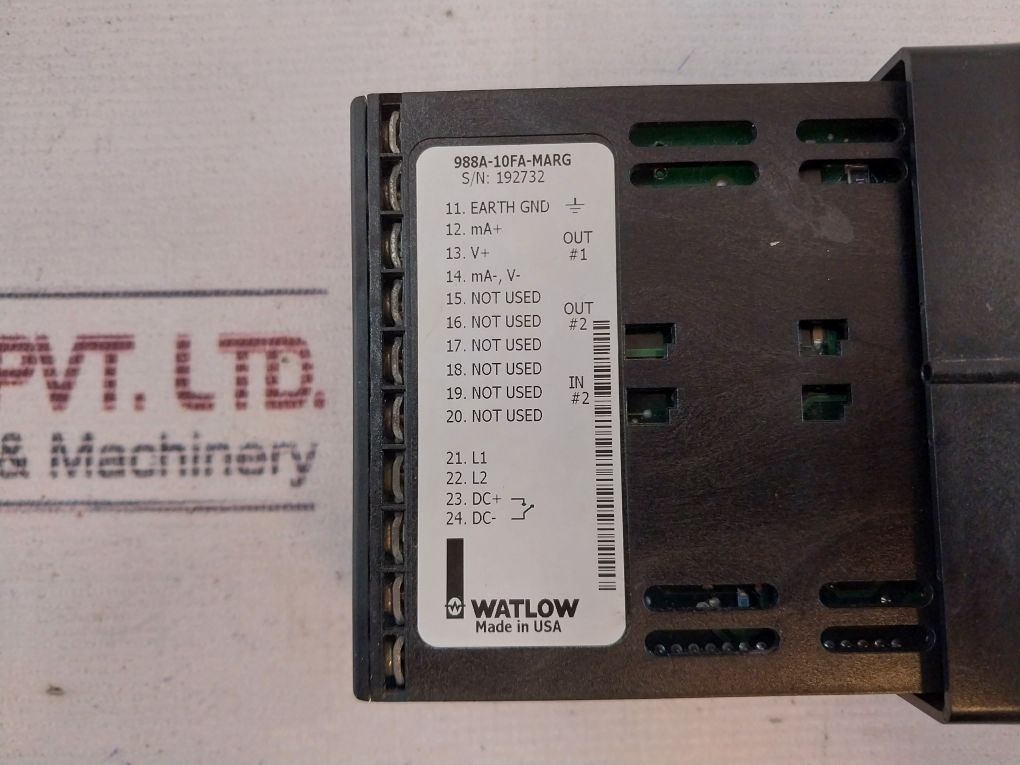 988A-10FA-MARG
S/N: 192732
11. EARTH GND
12. mA+
13. V+
14. mA-, V-
OUT
#1
15. NOT USED
16. NOT USED
OUT
#2
17. NOT USED
18. NOT USED
19. NOT USED
20. NOT USED
IN
#2
21. L1
22. L2
23. DC+
24. DC-
WATLOW
Made in USA
PVT. LTD.
& Machinery